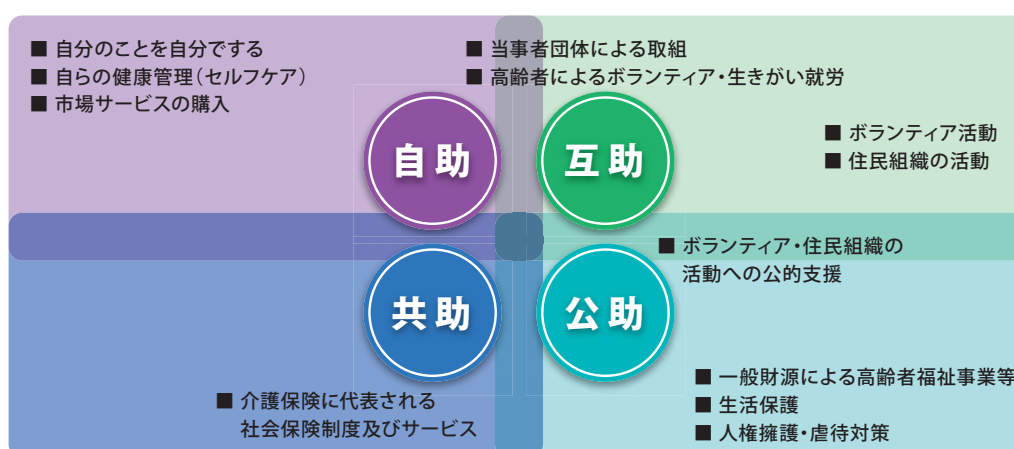 ■ 自分のことを自分でする
■ 自らの健康管理（セルフケア）
■ 市場サービスの購入
■ 当事者団体による取組
■ 高齢者によるボランティア・生きがい就労
自助
互助
■ ボランティア活動
■ 住民組織の活動
■ ボランティア・住民組織の
活動への公的支援
共助
公助
■ 介護保険に代表される
社会保険制度及びサービス
■ 一般財源による高齢者福祉事業等
■ 生活保護
■ 人権擁護・虐待対策